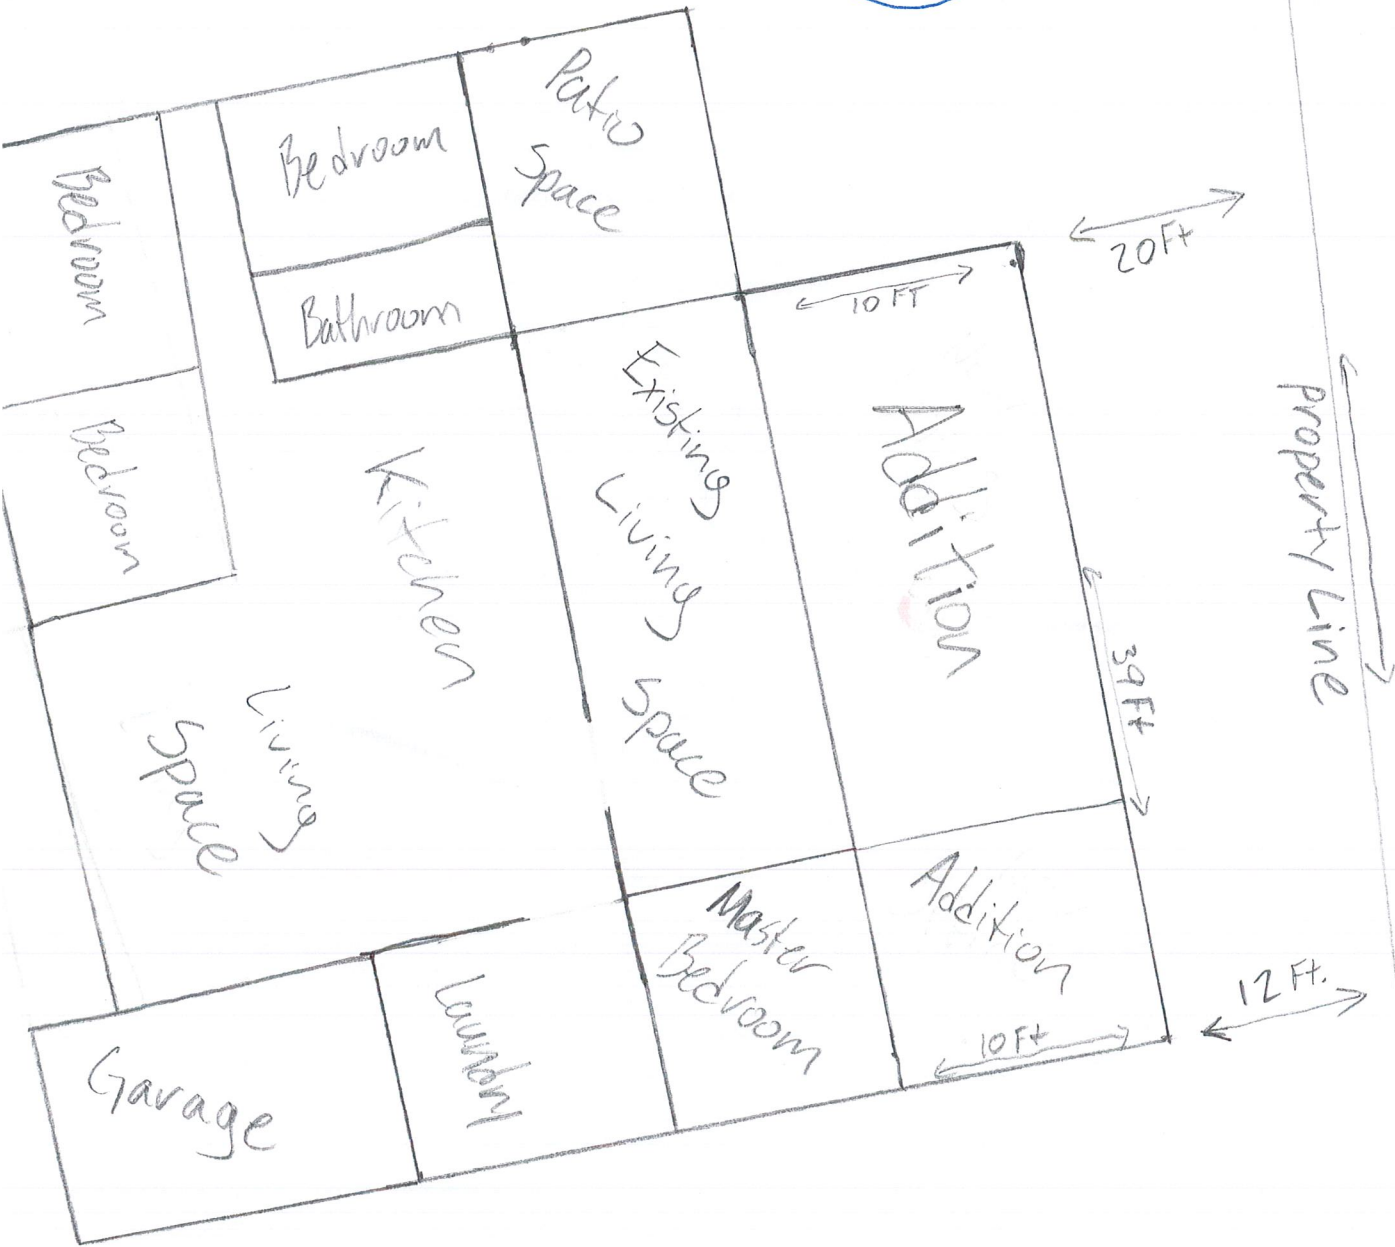 Patio
Space
Bedroom
Bedroom
Bathroom
20Ft
10 FT
Existing
Living
Space
Addition
Property Line
Bedroom
Kitchen
39Ft
Living
Space
Master
Bedroom
Addition
12 Ft.
10Ft
Laundry
Garage